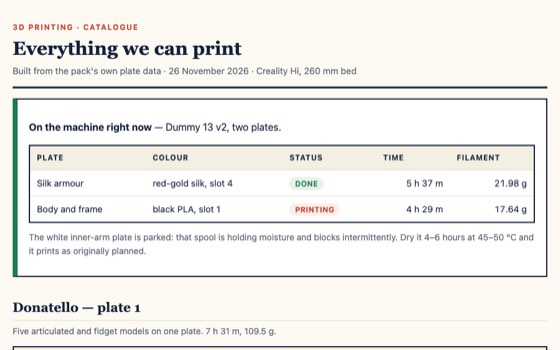 3D PRINTING · CATALOGUE
Everything we can print
Built from the pack's own plate data · 26 November 2026 · Creality Hi, 260 mm bed
On the machine right now — Dummy 13 v2, two plates.
PLATE COLOUR STATUS TIME FILAMENT
Silk armour red-gold silk, slot 4 DONE 5 h 37 m 21.98 g
Body and frame black PLA, slot 1 PRINTING 4 h 29 m 17.64 g
The white inner-arm plate is parked: that spool is holding moisture and blocks intermittently. Dry it 4–6 hours at 45–50 °C and
it prints as originally planned.
Donatello — plate 1
Five articulated and fidget models on one plate. 7 h 31 m, 109.5 g.